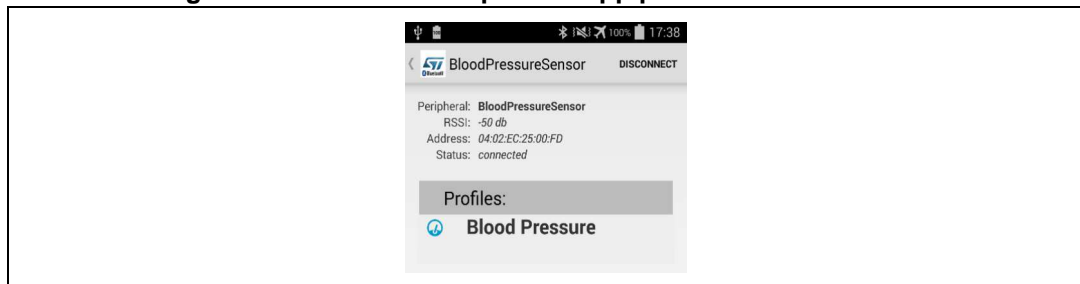 100% 17:38
BloodPressureSensor DISCONNECT
Peripheral: BloodPressureSensor
RSSI: -50 db
Address: 04:02:EC:25:00:FD
Status: connected
Profiles:
Blood Pressure